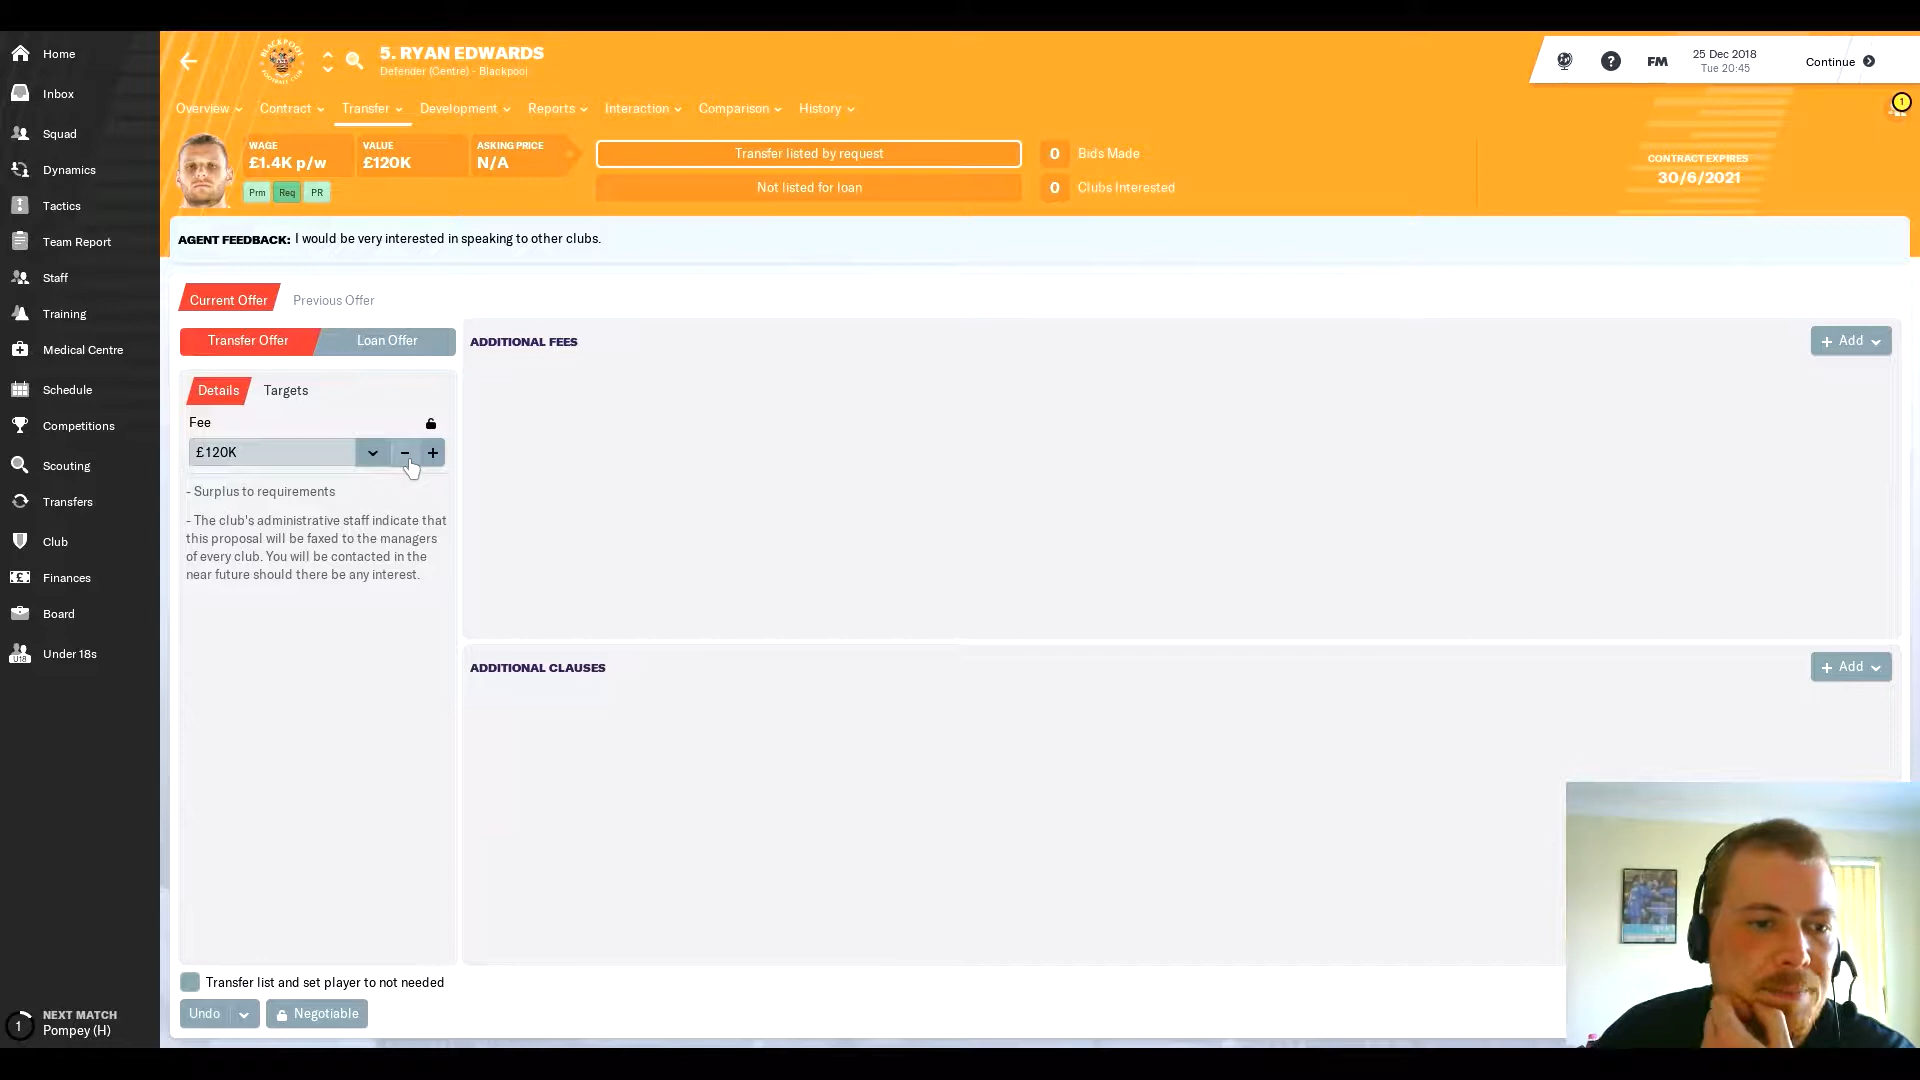 Home
Inbox
Squad
Dynamics
Tactics
Team Report
Staff
Training
Medical Centre
Schedule
Competitions
Scouting
Transfers
Club
Finances
Board
U18
Under 18s
1
NEXT MATCH
Pompey (H)
5. RYAN EDWARDS
Defender (Centre) - Blackpool
FM
25 Dec 2018
Tue 20:45
Continue
1
Overview
Contract
Transfer
Development
Reports
Interaction
Comparison
History
WAGE
£1.4K p/w
VALUE
£120K
ASKING PRICE
N/A
Prm
Req
PR
Transfer listed by request
Not listed for loan
0 Bids Made
0 Clubs Interested
CONTRACT EXPIRES
30/6/2021
AGENT FEEDBACK: I would be very interested in speaking to other clubs.
Current Offer
Previous Offer
Transfer Offer
Loan Offer
Details
Targets
Fee
£120K
- Surplus to requirements
- The club's administrative staff indicate that
this proposal will be faxed to the managers
of every club. You will be contacted in the
near future should there be any interest.
ADDITIONAL FEES
+ Add
ADDITIONAL CLAUSES
+ Add
Transfer list and set player to not needed
Undo
Negotiable